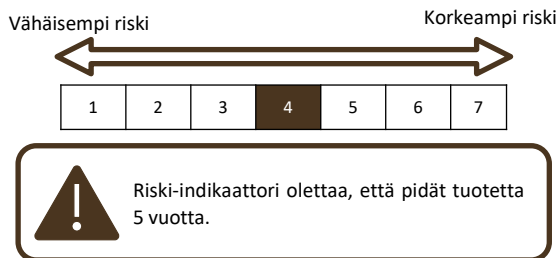 Vähäisempi riski
Korkeampi riski
1 2 3 4 5 6 7
Riski-indikaattori olettaa, että pidät tuotetta
5 vuotta.